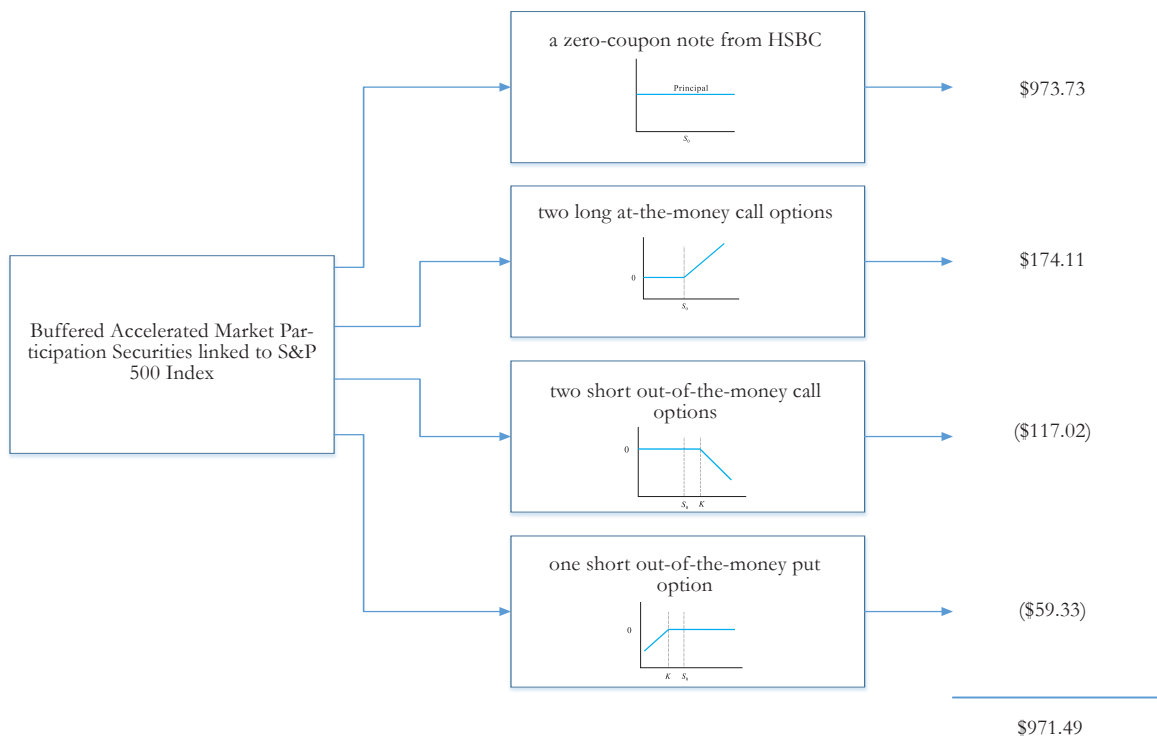 a zero-coupon note from HSBC
Principal
S₀
$973.73
two long at-the-money call options
0
S₀
$174.11
Buffered Accelerated Market Par-
ticipation Securities linked to S&P
500 Index
two short out-of-the-money call
options
0
S₀ K
($117.02)
one short out-of-the-money put
option
0
K S₀
($59.33)
$971.49